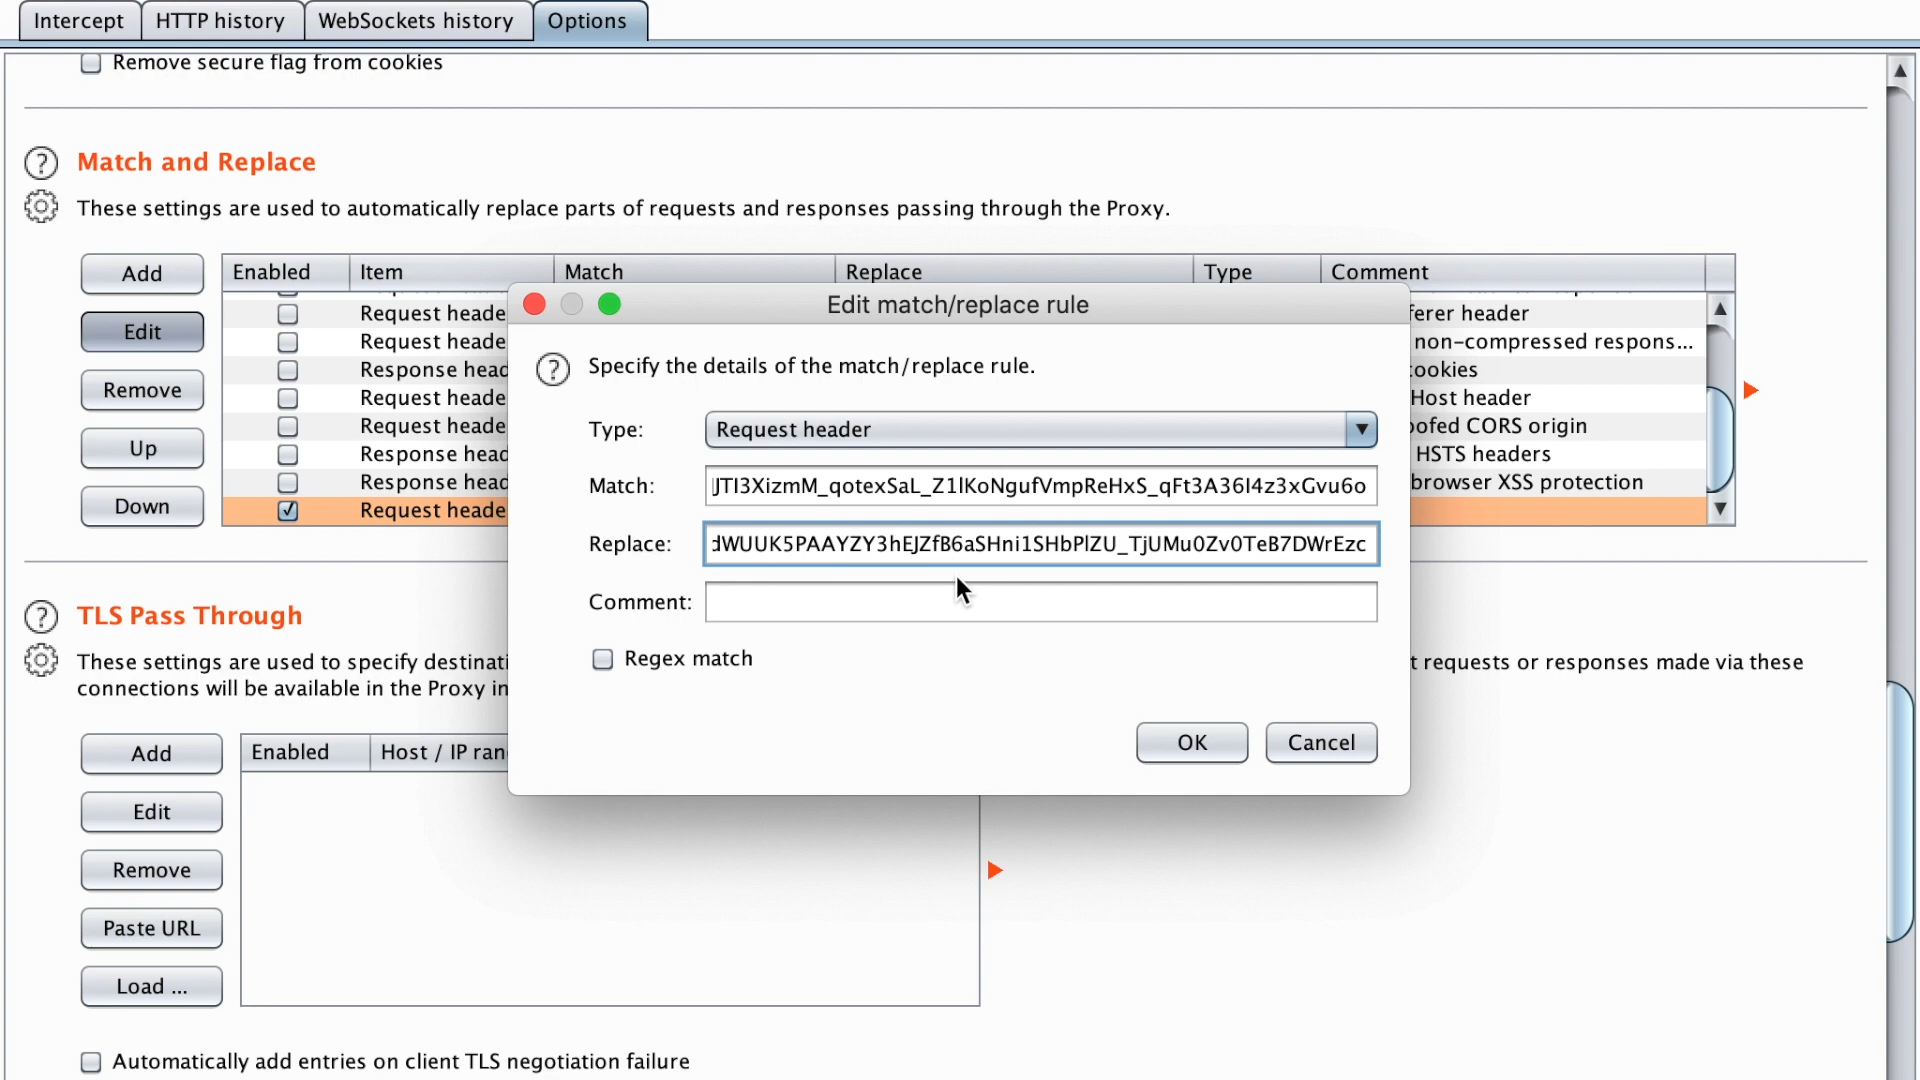 Intercept
HTTP history
WebSockets history
Options
Remove secure flag from cookies
Match and Replace
These settings are used to automatically replace parts of requests and responses passing through the Proxy.
Add
Edit
Remove
Up
Down
Enabled Item Match Replace Type Comment
Request heade
ferer header
Request heade
non-compressed respons...
Response head
cookies
Request heade
Host header
Request heade
oofed CORS origin
Response head
HSTS headers
Response head
browser XSS protection
Request heade
Edit match/replace rule
Specify the details of the match/replace rule.
Type: Request header
Match: JTI3XizmM_qotexSaL_Z1lKoNgufVmpReHxS_qFt3A36I4z3xGvu6o
Replace: dWUUK5PAAYZY3hEJZfB6aSHni1SHbPlZU_TjUMu0Zv0TeB7DWrEzc
Comment:
Regex match
OK
Cancel
TLS Pass Through
These settings are used to specify destinati
t requests or responses made via these
connections will be available in the Proxy in
Add
Edit
Remove
Paste URL
Load ...
Enabled Host / IP ran
Automatically add entries on client TLS negotiation failure